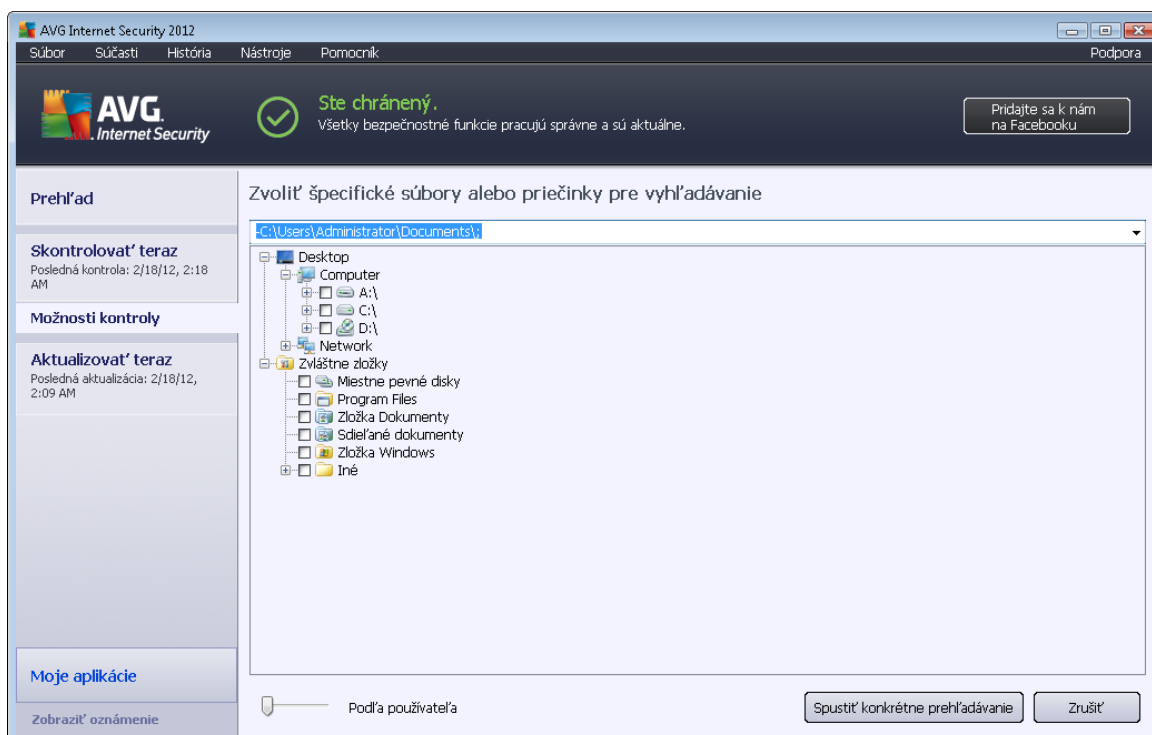 AVG Internet Security 2012
Súbor Súčasti História Nástroje Pomocník Podpora
AVG.
Internet Security
Ste chránený.
Všetky bezpečnostné funkcie pracujú správne a sú aktuálne.
Pridajte sa k nám
na Facebooku
Prehľad
Skontrolovať teraz
Posledná kontrola: 2/18/12, 2:18
AM
Možnosti kontroly
Aktualizovať teraz
Posledná aktualizácia: 2/18/12,
2:09 AM
Moje aplikácie
Zobraziť oznámenie
Zvoliť špecifické súbory alebo priečinky pre vyhľadávanie
-C:\Users\Administrator\Documents\;
Desktop
Computer
A:\
C:\
D:\
Network
Zvláštne zložky
Miestne pevné disky
Program Files
Zložka Dokumenty
Sdieľané dokumenty
Zložka Windows
Iné
Podľa používateľa
Spustiť konkrétne prehľadávanie
Zrušiť